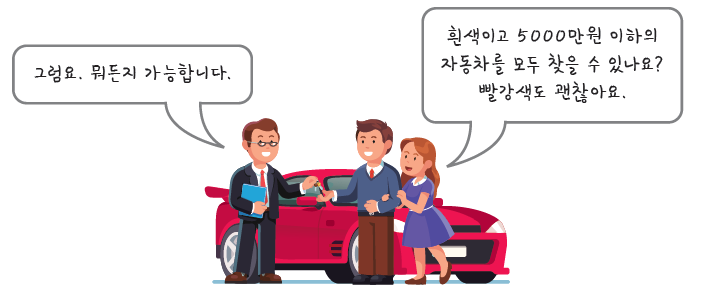 그럼요. 뭐든지 가능합니다.
흰색이고 5000만원 이하의
자동차를 모두 찾을 수 있나요?
빨강색도 괜찮아요.